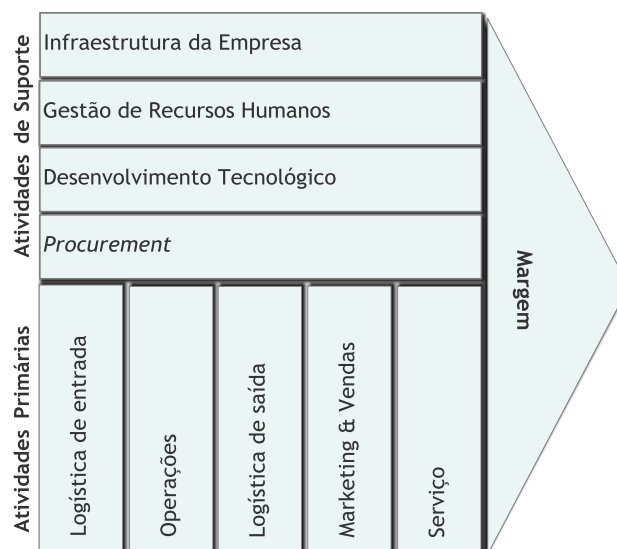 Atividades de Suporte
Infraestrutura da Empresa
Gestão de Recursos Humanos
Desenvolvimento Tecnológico
Procurement
Margem
Atividades Primárias
Logística de entrada
Operações
Logística de saída
Marketing & Vendas
Serviço